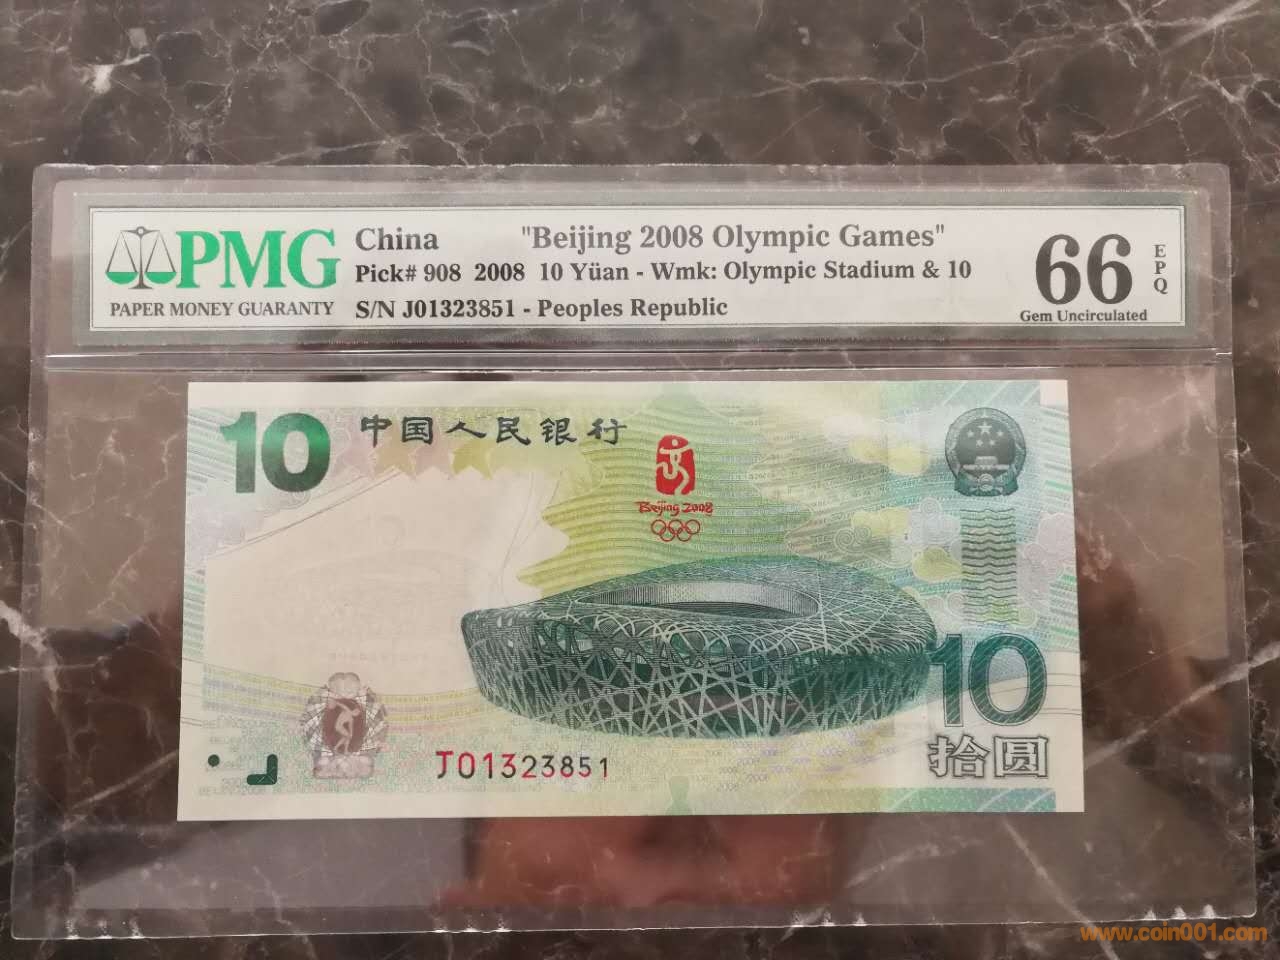 PMG
PAPER MONEY GUARANTY
China "Beijing 2008 Olympic Games"
Pick# 908 2008 10 Yüan - Wmk: Olympic Stadium & 10
S/N J01323851 - Peoples Republic
66
EPQ
Gem Uncirculated
10
中国人民银行
Beijing 2008
10
拾圆
J01323851
www.coin001.com